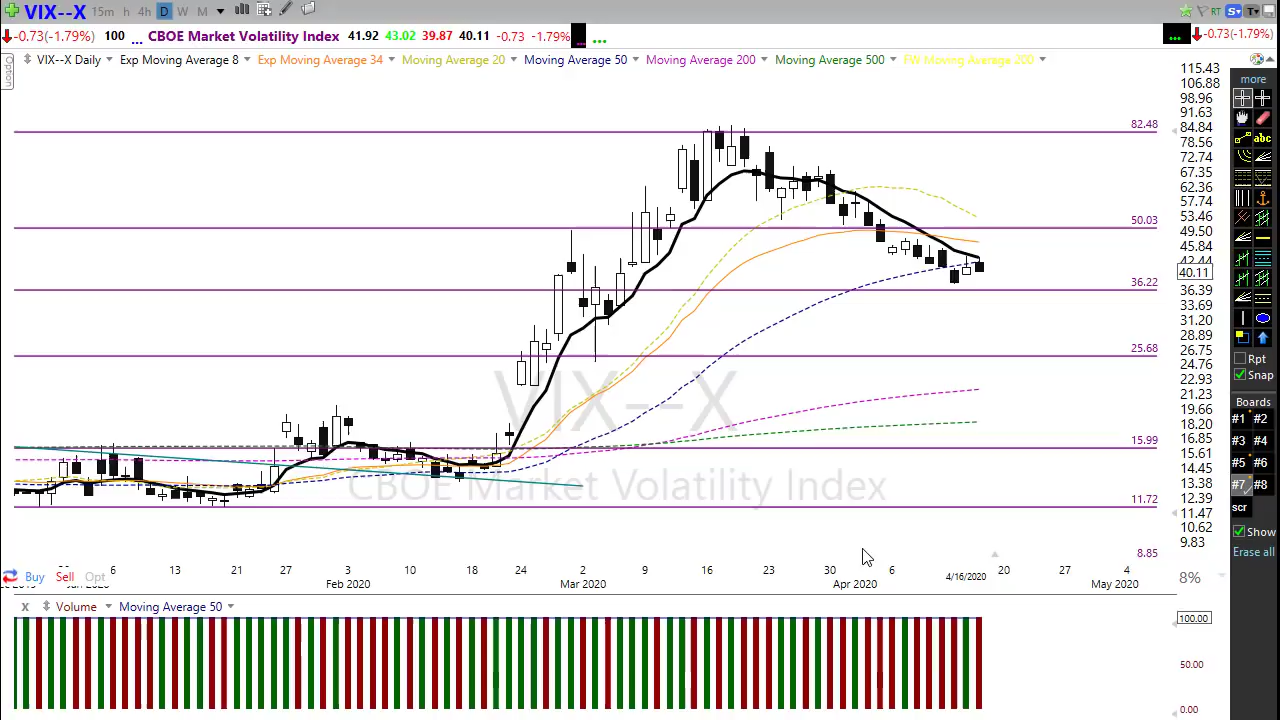 VIX--X 15m h 4h D W M RT S T
-0.73(-1.79%) 100 ... CBOE Market Volatility Index 41.92 43.02 39.87 40.11 -0.73 -1.79% ... ... -0.73(-1.79%)
Option
VIX--X Daily Exp Moving Average 8 Exp Moving Average 34 Moving Average 20 Moving Average 50 Moving Average 200 Moving Average 500 FW Moving Average 200
115.43
106.88
98.96
91.63
84.84
78.56
72.74
67.35
62.36
57.74
53.46
49.50
45.84
42.44
40.11
36.39
33.69
31.20
28.89
26.75
24.76
22.93
21.23
19.66
18.20
16.85
15.61
14.45
13.38
12.39
11.47
10.62
9.83
82.48
50.03
36.22
25.68
15.99
11.72
8.85
VIX--X
CBOE Market Volatility Index
more
abc
Rpt
Snap
Boards
#1 #2
#3 #4
#5 #6
#7 #8
scr
Show
Erase all
Buy Sell Opt
6 13 21 27 3 10 18 24 2 9 16 23 30 6 4/16/2020 20 27 4
Jan 2020 Feb 2020 Mar 2020 Apr 2020 May 2020
8%
x Volume Moving Average 50
100.00
50.00
0.00